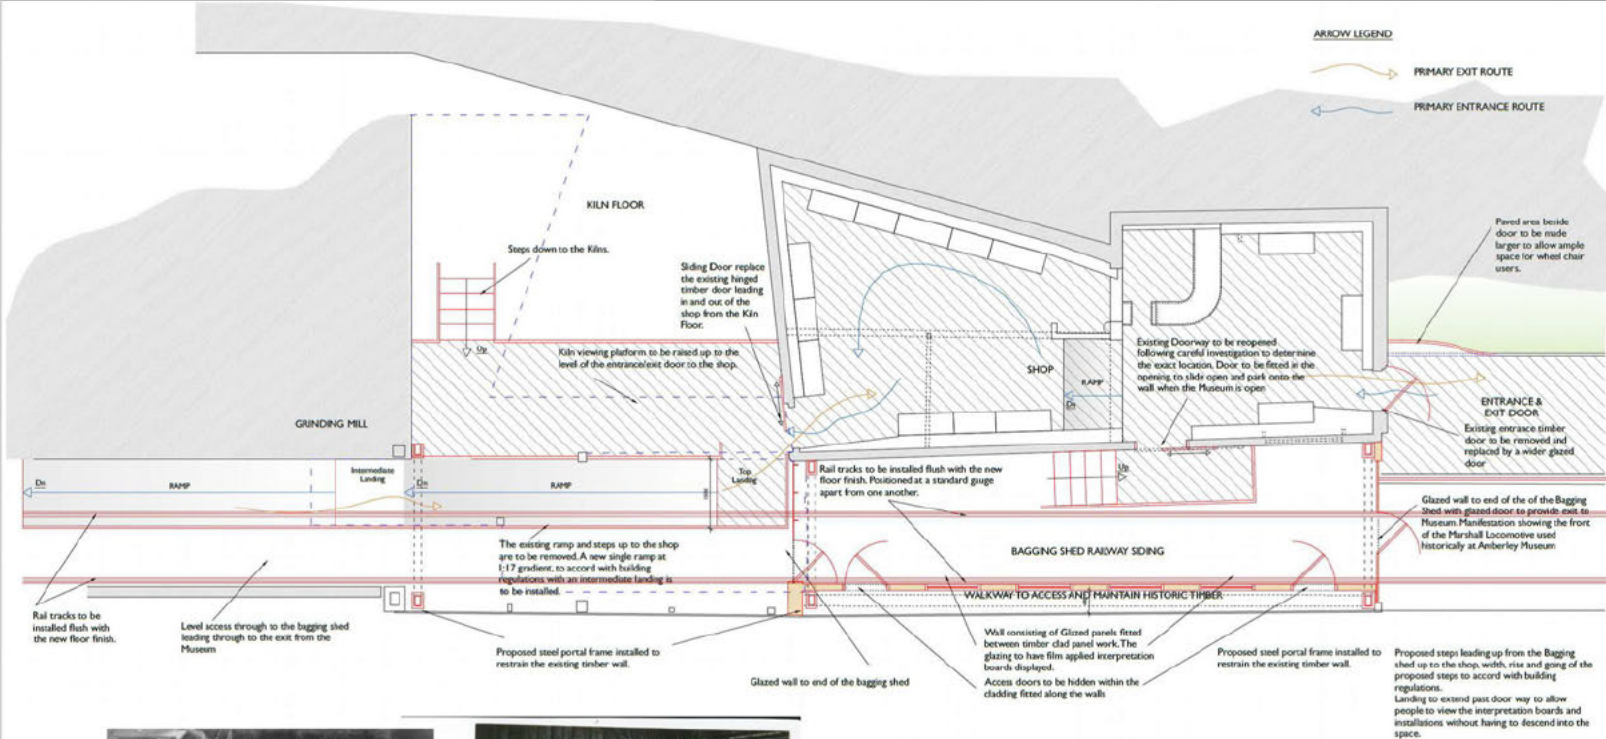 ARROW LEGEND
PRIMARY EXIT ROUTE
PRIMARY ENTRANCE ROUTE
KILN FLOOR
Steps down to the Kilns.
Sliding Door replace
the existing hinged
timber door leading
in and out of the
shop from the Kiln
Floor.
Paved area beside
door to be made
larger to allow ample
space for wheel chair
users.
Up
Kiln viewing platform to be raised up to the
level of the entrance/exit door to the shop.
Existing Doorway to be reopened
following careful investigation to determine
the exact location. Door to be fitted in the
opening to slide open and park onto the
wall when the Museum is open
SHOP
RAMP
Dn
ENTRANCE &
EXIT DOOR
Existing entrance timber
door to be removed and
replaced by a wider glazed
door
GRINDING MILL
Dn
RAMP
Intermediate
Landing
Dn
RAMP
Top
Landing
Rail tracks to be installed flush with the new
floor finish. Positioned at a standard gauge
apart from one another.
Up
Glazed wall to end of the of the Bagging
Shed with glazed door to provide exit to
Museum. Manifestation showing the front
of the Marshall Locomotive used
historically at Amberley Museum
The existing ramp and steps up to the shop
are to be removed. A new single ramp at
1:17 gradient, to accord with building
regulations with an intermediate landing is
to be installed.
BAGGING SHED RAILWAY SIDING
WALKWAY TO ACCESS AND MAINTAIN HISTORIC TIMBER
Rail tracks to be
installed flush with
the new floor finish.
Level access through to the bagging shed
leading through to the exit from the
Museum
Proposed steel portal frame installed to
restrain the existing timber wall.
Glazed wall to end of the bagging shed
Wall consisting of Glazed panels fitted
between timber clad panel work. The
glazing to have film applied interpretation
boards displayed.
Access doors to be hidden within the
cladding fitted along the walls
Proposed steel portal frame installed to
restrain the existing timber wall.
Proposed steps leading up from the Bagging
shed up to the shop, width, rise and going of the
proposed steps to accord with building
regulations.
Landing to extend past door way to allow
people to view the interpretation boards and
installations without having to descend into the
space.